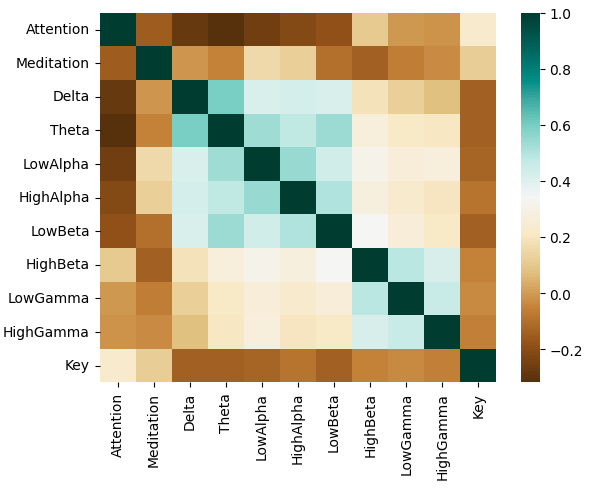 Attention
Meditation
Delta
Theta
LowAlpha
HighAlpha
LowBeta
HighBeta
LowGamma
HighGamma
Key
Attention
Meditation
Delta
Theta
LowAlpha
HighAlpha
LowBeta
HighBeta
LowGamma
HighGamma
Key
1.0
0.8
0.6
0.4
0.2
0.0
−0.2